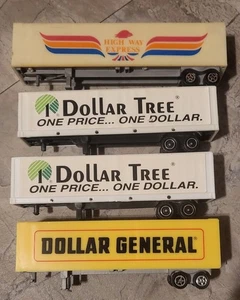 HIGH WAY
EXPRESS
Dollar Tree
ONE PRICE... ONE DOLLAR.
Dollar Tree
ONE PRICE... ONE DOLLAR.
DOLLAR GENERAL®